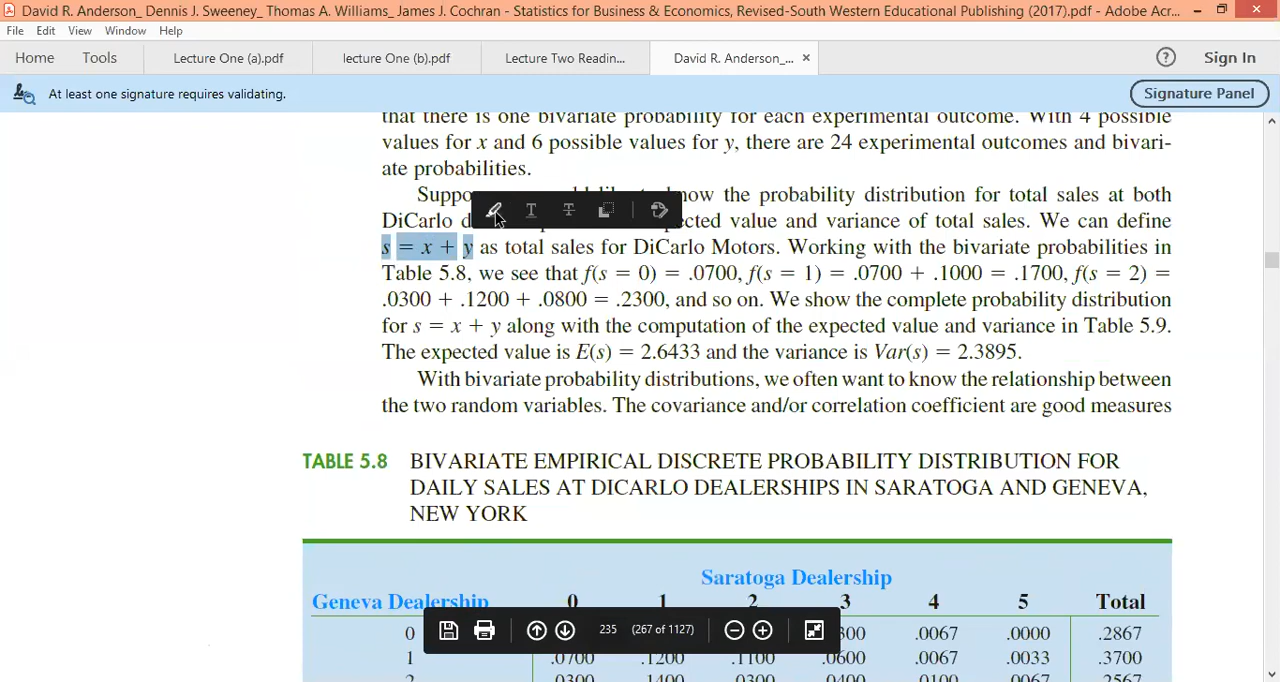 David R. Anderson_ Dennis J. Sweeney_ Thomas A. Williams_ James J. Cochran - Statistics for Business & Economics, Revised-South Western Educational Publishing (2017).pdf - Adobe Acr...
File Edit View Window Help
Home Tools Lecture One (a).pdf lecture One (b).pdf Lecture Two Readin... David R. Anderson_... × Sign In
At least one signature requires validating. Signature Panel
that there is one bivariate probability for each experimental outcome. With 4 possible
values for x and 6 possible values for y, there are 24 experimental outcomes and bivari-
ate probabilities.
Suppo now the probability distribution for total sales at both
DiCarlo d value and variance of total sales. We can define
s = x + y as total sales for DiCarlo Motors. Working with the bivariate probabilities in
Table 5.8, we see that f(s = 0) = .0700, f(s = 1) = .0700 + .1000 = .1700, f(s = 2) =
.0300 + .1200 + .0800 = .2300, and so on. We show the complete probability distribution
for s = x + y along with the computation of the expected value and variance in Table 5.9.
The expected value is E(s) = 2.6433 and the variance is Var(s) = 2.3895.
With bivariate probability distributions, we often want to know the relationship between
the two random variables. The covariance and/or correlation coefficient are good measures
TABLE 5.8 BIVARIATE EMPIRICAL DISCRETE PROBABILITY DISTRIBUTION FOR
DAILY SALES AT DICARLO DEALERSHIPS IN SARATOGA AND GENEVA,
NEW YORK
Saratoga Dealership
Geneva Dealership 0 1 2 3 4 5 Total
0 .0067 .0000 .2867
1 .0700 .1200 .1100 .0600 .0067 .0033 .3700
235 (267 of 1127)